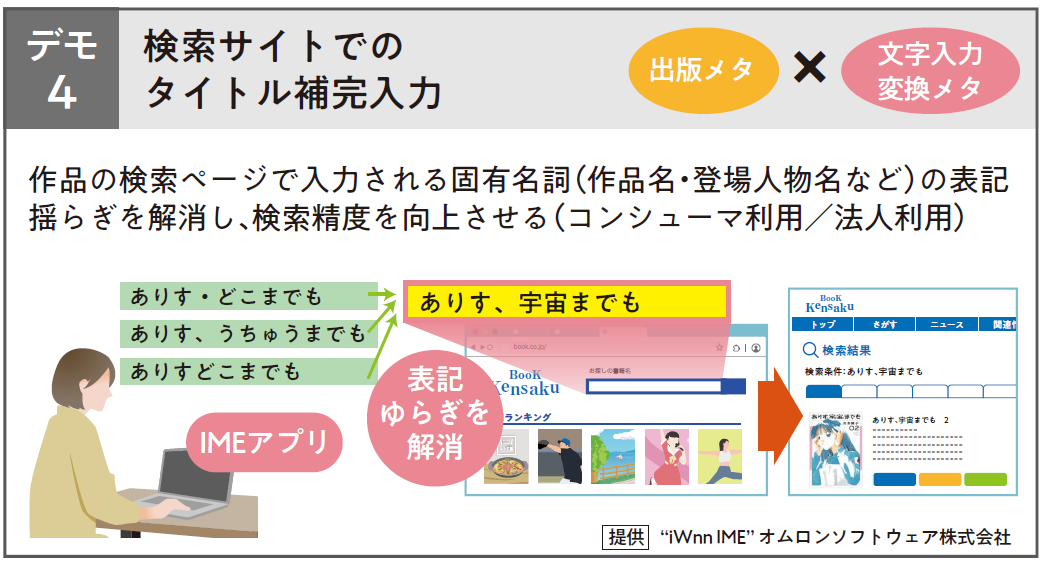 デモ
4
検索サイトでの
タイトル補完入力
出版メタ
×
文字入力
変換メタ
作品の検索ページで入力される固有名詞（作品名・登場人物名など）の表記
揺らぎを解消し、検索精度を向上させる（コンシューマ利用／法人利用）
ありす・どこまでも
ありす、うちゅうまでも
ありすどこまでも
ありす、宇宙までも
IMEアプリ
表記
ゆらぎを
解消
book.co.jp/
BooK
Kensaku
お探しの書籍名
ランキング
BooK
Kensaku
トップ
さがす
ニュース
関連
検索結果
検索条件：ありす、宇宙までも
ありす、宇宙までも
02
ありす、宇宙までも 2
提供 “iWnn IME” オムロンソフトウェア株式会社